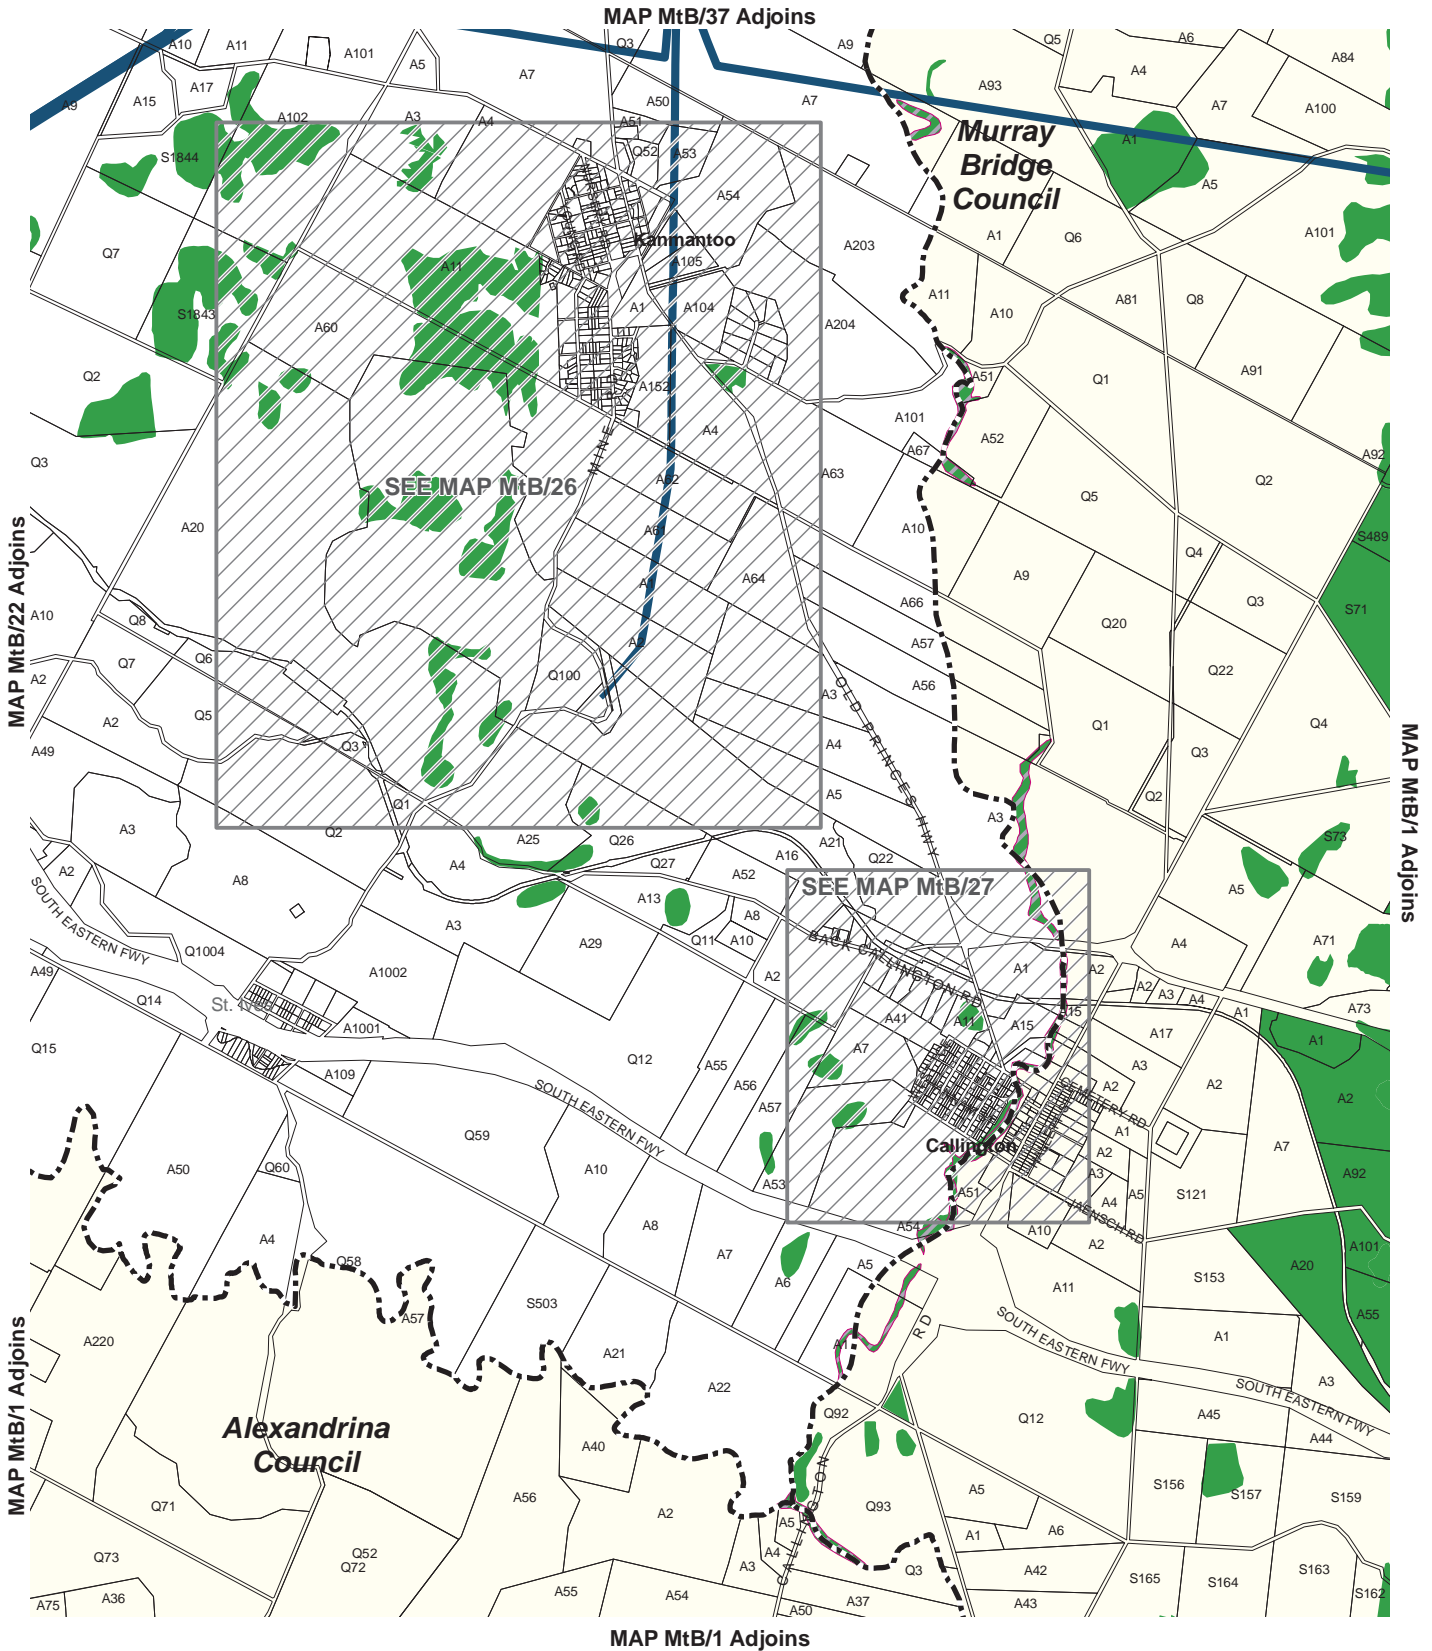 MAP MtB/37 Adjoins
A10
A11
A101
A5
A7
Q3
A9
Q5
A6
A4
A84
A9
A15
A17
A102
A3
A4
A50
A51
A7
A93
A7
A100
S1844
Q52
A53
A54
Murray
Bridge
Council
A1
A5
Q7
Kanmantoo
A105
A203
A1
Q6
A101
A11
S1843
A60
A1
A104
A204
A11
A10
A81
Q8
Q2
A152
A51
Q1
A91
Q3
MINE
A4
A101
A67
A52
A63
A92
SEE MAP MtB/26
A62
Q5
Q2
A20
A61
A10
Q4
S489
MAP MtB/22 Adjoins
A10
Q8
A1
A64
A66
A9
Q3
S71
Q7
Q6
A2
A57
Q20
A2
Q100
A56
Q22
A2
Q5
A3
OLD PRINCES HWY
Q1
Q4
A49
Q3
A4
Q3
MAP MtB/1 Adjoins
Q1
A5
Q2
A3
Q2
A25
Q26
A21
A3
S73
A2
A8
A4
Q27
A16
Q22
A52
A5
SEE MAP MtB/27
A13
A8
SOUTH EASTERN FWY
Q1004
A3
A29
Q11
A10
BACK CALLINGTON RD
A4
A71
A49
A1002
A2
A1
A2
Q14
St. Ives
A2
A3
A4
A1
A73
A1001
A41
A11
A15
A15
Q15
Q12
A7
A17
A1
A109
A55
A56
A3
SOUTH EASTERN FWY
A57
CEMETERY RD
A2
A2
A2
Q59
A1
A7
A50
Q60
A10
Callington
A2
A92
A53
A3
A51
A4
A5
S121
A8
A54
JAENSCH RD
A4
A7
A10
A2
A101
Q58
A6
A5
A11
S153
A20
S503
A57
RD
A55
A220
A21
A1
SOUTH EASTERN FWY
A1
MAP MtB/1 Adjoins
A22
A3
SOUTH EASTERN FWY
Alexandrina
Council
Q92
Q12
A45
A40
A44
CALLINGTON
A56
Q71
A2
Q93
A5
S156
S157
S159
A5
A1
A6
Q73
Q52
Q72
A4
A3
Q3
A42
S165
S164
S163
S162
A75
A36
A55
A54
A50
A37
A43
MAP MtB/1 Adjoins